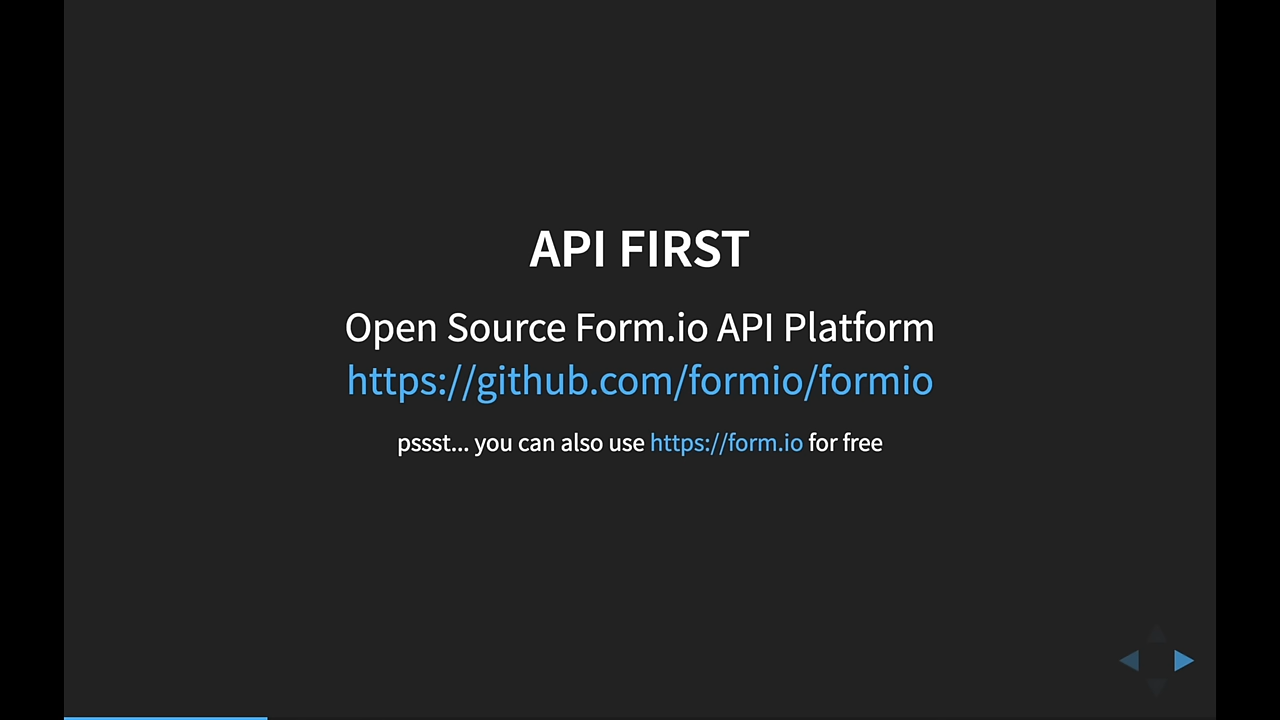 API FIRST
Open Source Form.io API Platform
https://github.com/formio/formio
pssst... you can also use https://form.io for free